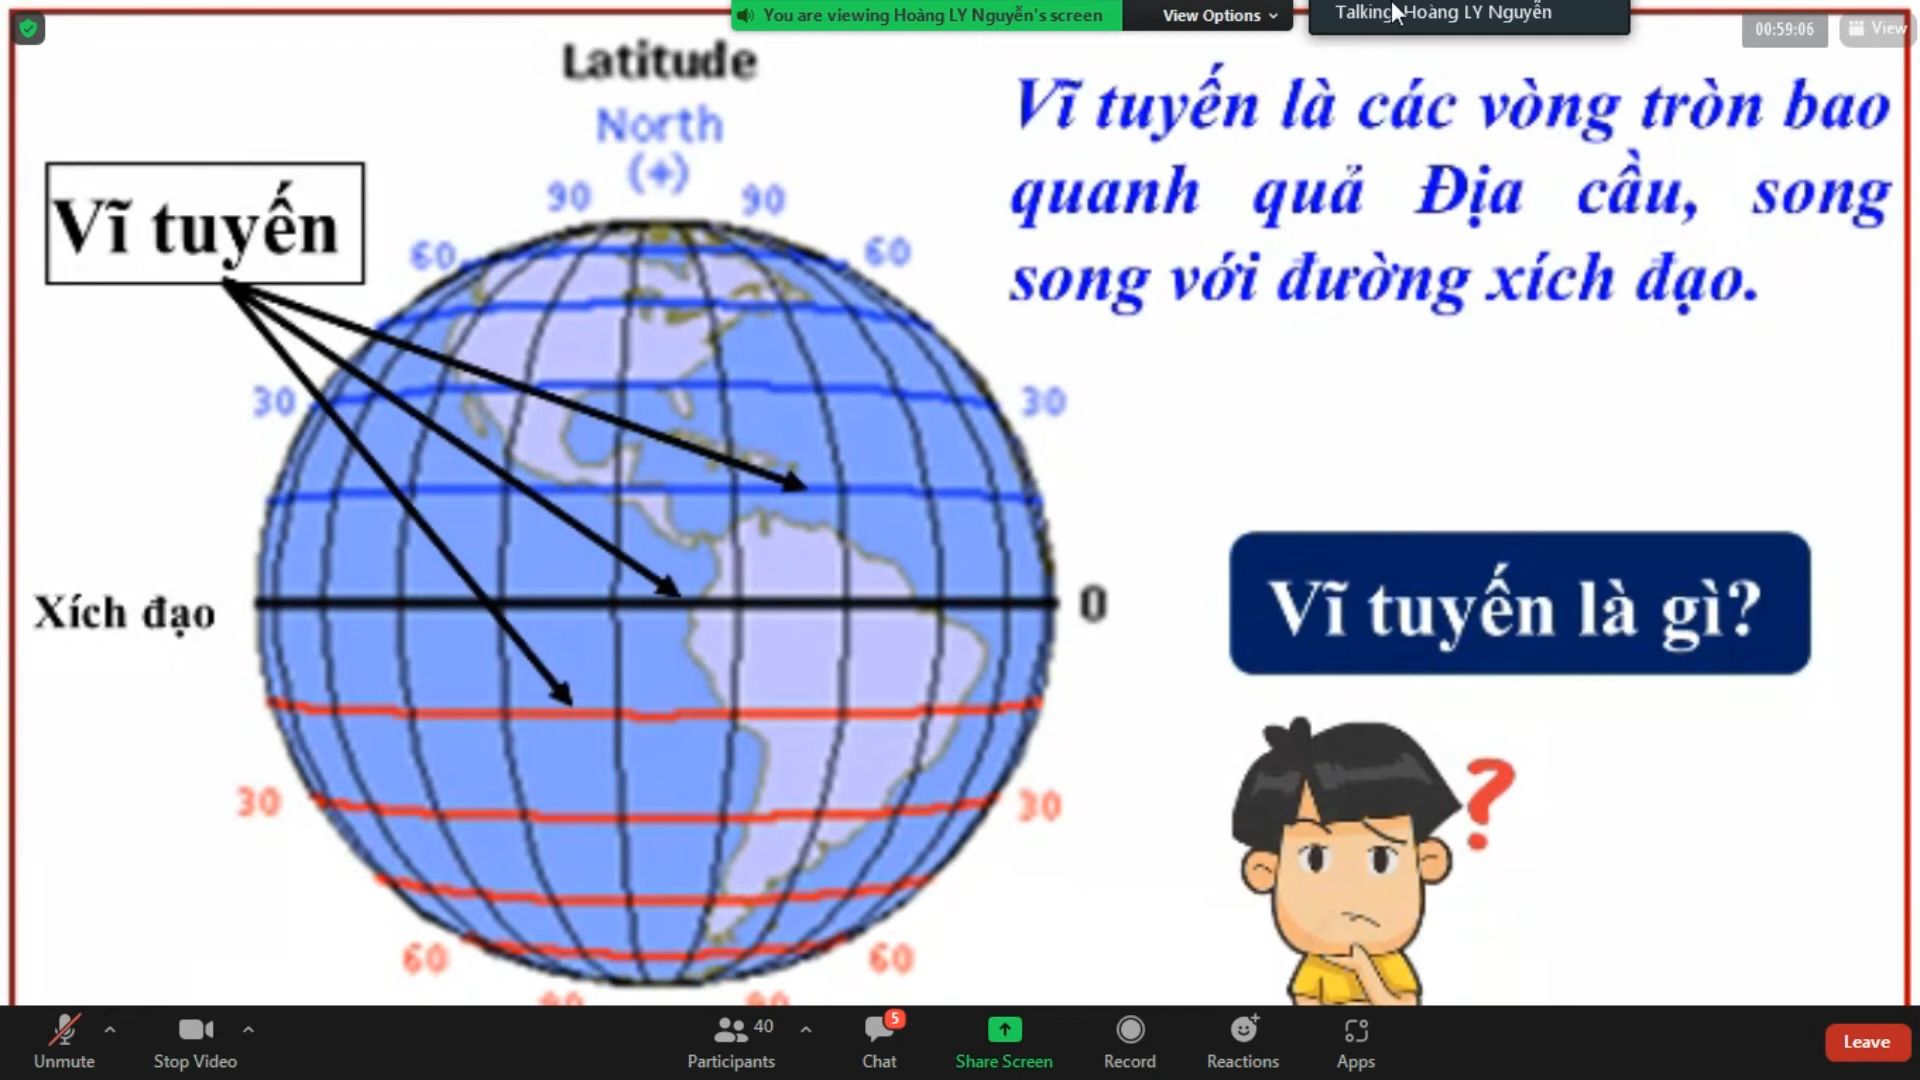 You are viewing Hoàng LY Nguyễn's screen
View Options
Talking: Hoàng LY Nguyễn
00:59:06
View
Latitude
North
(+)
90 90
60 60
30 30
Vĩ tuyến
Vĩ tuyến là các vòng tròn bao
quanh quả Địa cầu, song
song với đường xích đạo.
Xích đạo
0
Vĩ tuyến là gì?
?
30 30
60 60
Unmute
Stop Video
40
Participants
5
Chat
Share Screen
Record
Reactions
Apps
Leave